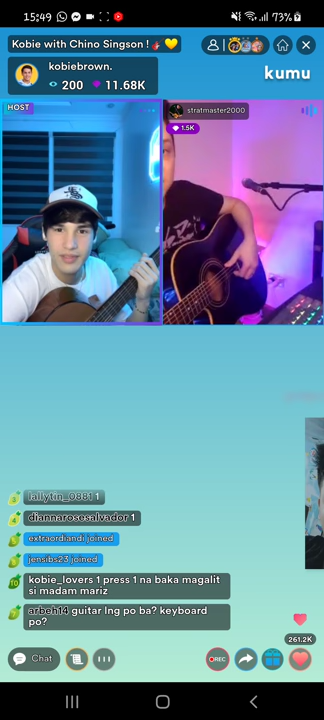 15:49
73%
Kobie with Chino Singson !
kobiebrown.
200 11.68K
kumu
HOST
stratmaster2000
1.5K
lallytin_0881 1
diannarosesalvador 1
extraordiandi joined
jensibs23 joined
kobie_lovers 1 press 1 na baka magalit
si madam mariz
arbeh14 guitar lng po ba? keyboard
po?
261.2K
Chat
REC